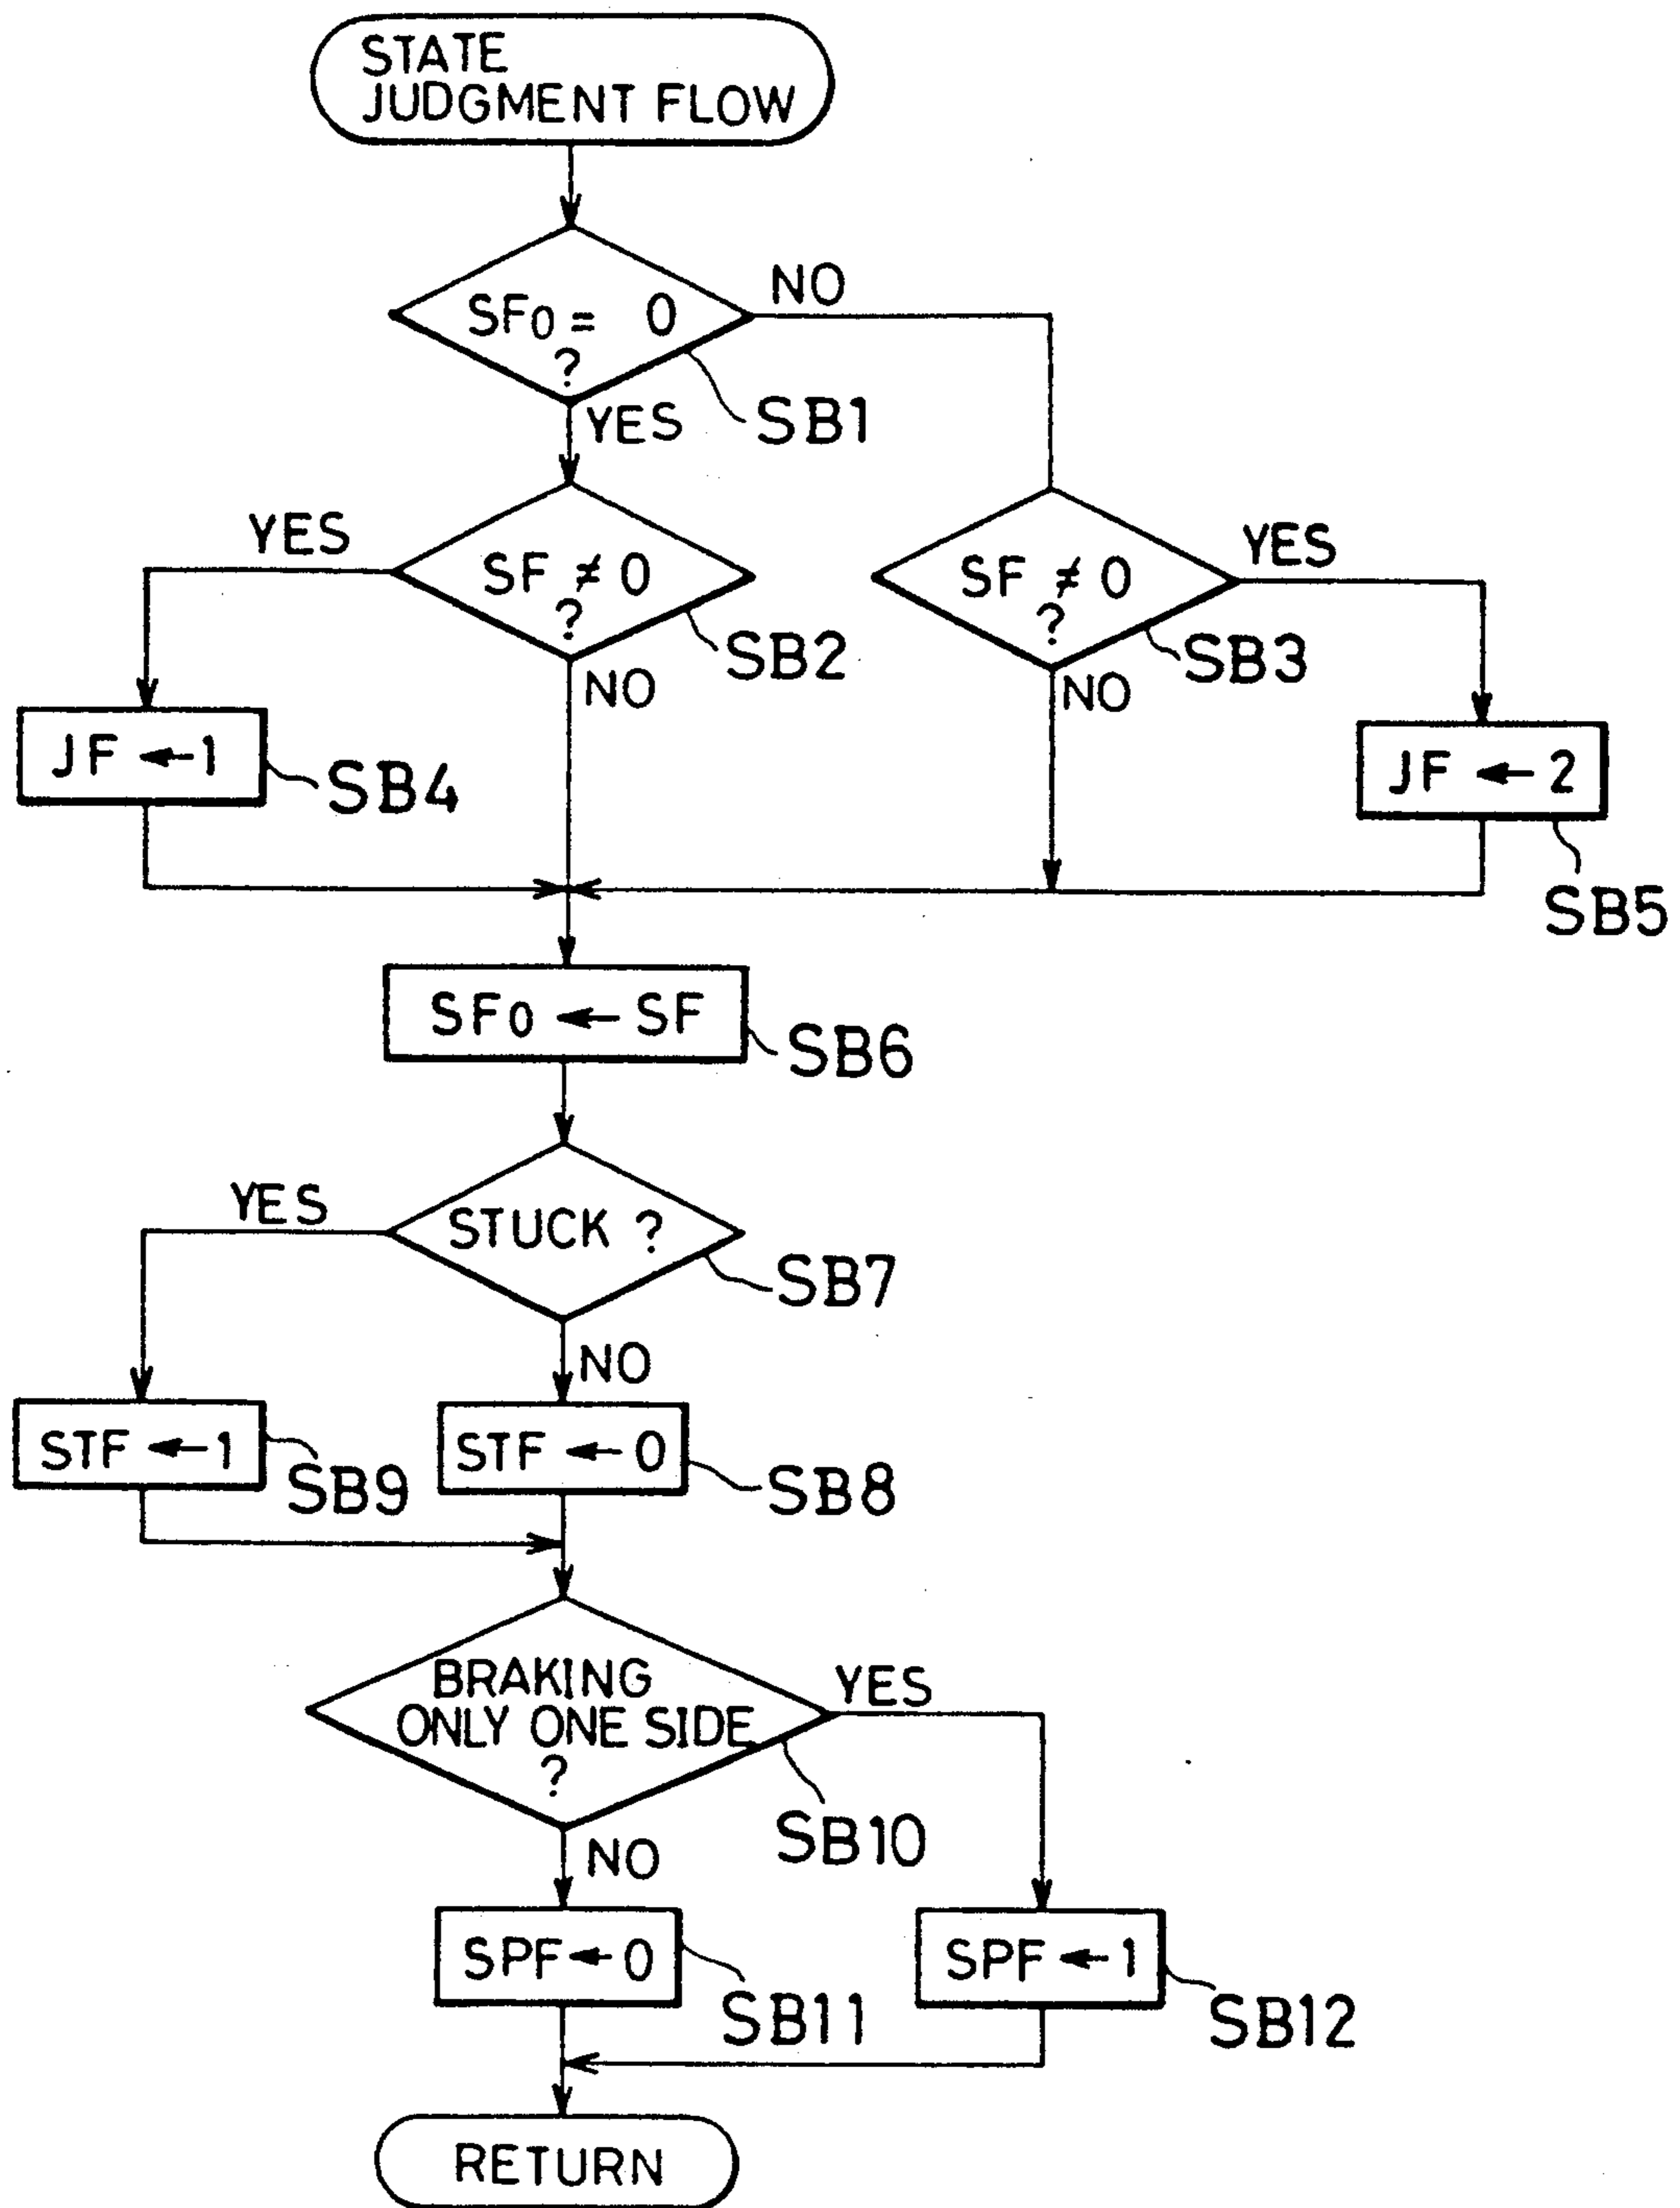 STATE
JUDGMENT FLOW
SF0 = 0
?
NO
YES
SB1
YES
SF ≠ 0
?
SB2
NO
SF ≠ 0
?
YES
SB3
NO
JF ← 1
SB4
JF ← 2
SB5
SF0 ← SF
SB6
YES
STUCK ?
SB7
NO
STF ← 1
SB9
STF ← 0
SB8
BRAKING
ONLY ONE SIDE
?
YES
SB10
NO
SPF ← 0
SB11
SPF ← 1
SB12
RETURN